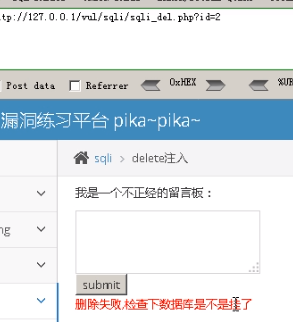 tp://127.0.0.1/vul/sqli/sqli_del.php?id=2
Post data Referrer 0xHEX %UR
漏洞练习平台 pika~pika~
sqli > delete注入
我是一个不正经的留言板：
ng
submit
删除失败,检查下数据库是不是挂了